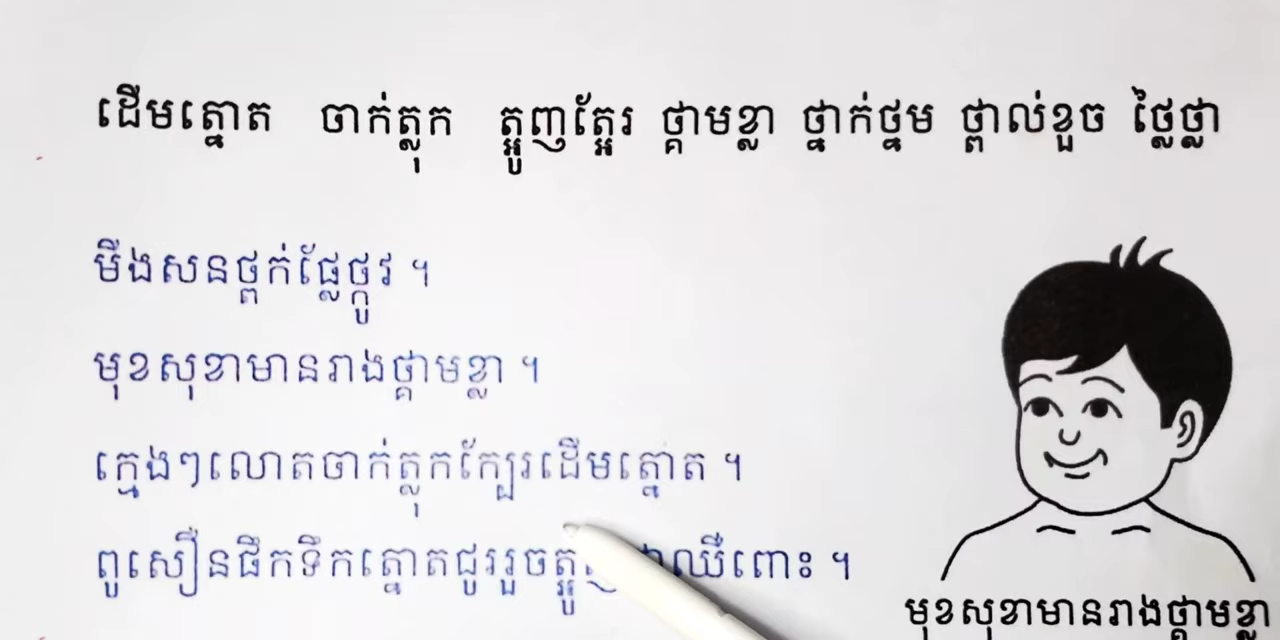 ដើមត្នោត ចាក់ត្លុក ត្អូញត្អែរ ថ្គាមខ្លា ថ្នាក់ថ្នម ថ្ពាល់ខួច ថ្លៃថ្លា
មីងសនថ្ពក់ផ្លែថ្កូវ ។
មុខសុខាមានរាងថ្គាមខ្លា ។
ក្មេងៗលោតចាក់ត្លុកក្បែរដើមត្នោត ។
ពូសឿនផឹកទឹកត្នោតជូររួច ឈឺពោះ ។
មុខសុខាមានរាងថ្គាមខ្លា